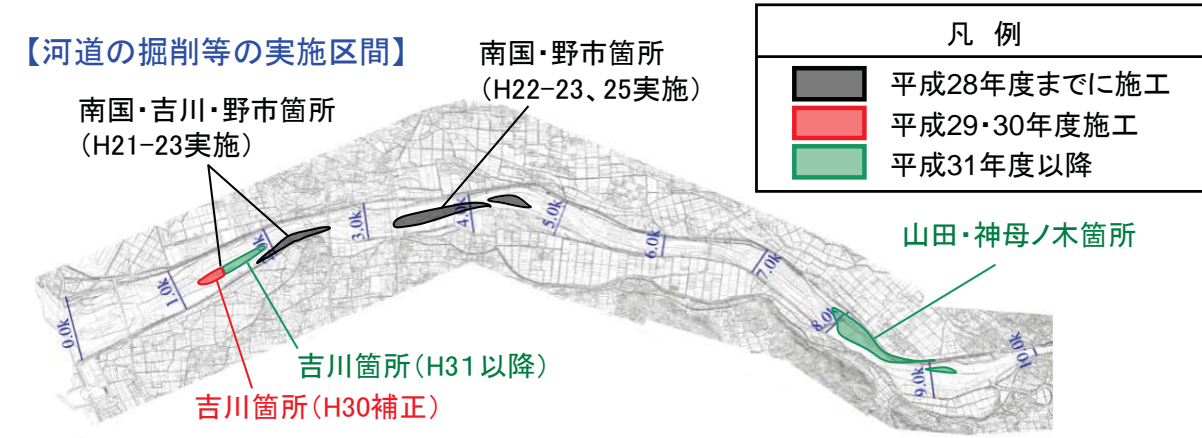 【河道の掘削等の実施区間】
南国・吉川・野市箇所
(H21-23実施)
南国・野市箇所
(H22-23、25実施)
凡 例
平成28年度までに施工
平成29・30年度施工
平成31年度以降
山田・神母ノ木箇所
吉川箇所(H31以降)
吉川箇所(H30補正)
0.0k
1.0k
3.0k
4.0k
5.0k
6.0k
7.0k
8.0k
9.0k
10.0k